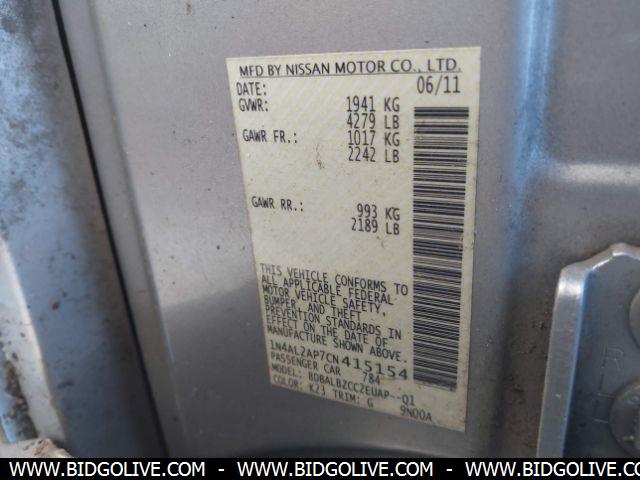 MFD BY NISSAN MOTOR CO., LTD.
DATE: 06/11
GVWR: 1941 KG
4279 LB
GAWR FR.: 1017 KG
2242 LB
GAWR RR.: 993 KG
2189 LB
THIS VEHICLE CONFORMS TO
ALL APPLICABLE FEDERAL
MOTOR VEHICLE SAFETY,
BUMPER, AND THEFT
PREVENTION STANDARDS IN
EFFECT ON THE DATE OF
MANUFACTURE SHOWN ABOVE.
1N4AL2AP7CN415154
PASSENGER CAR 784
MODEL: BDBALBZCC2EUAP--Q1
COLOR: K23 TRIM: G 9N00A
WWW.BIDGOLIVE.COM - WWW.BIDGOLIVE.COM - WWW.BIDGOLIVE.COM - WWW.BIDGOLIVE.COM